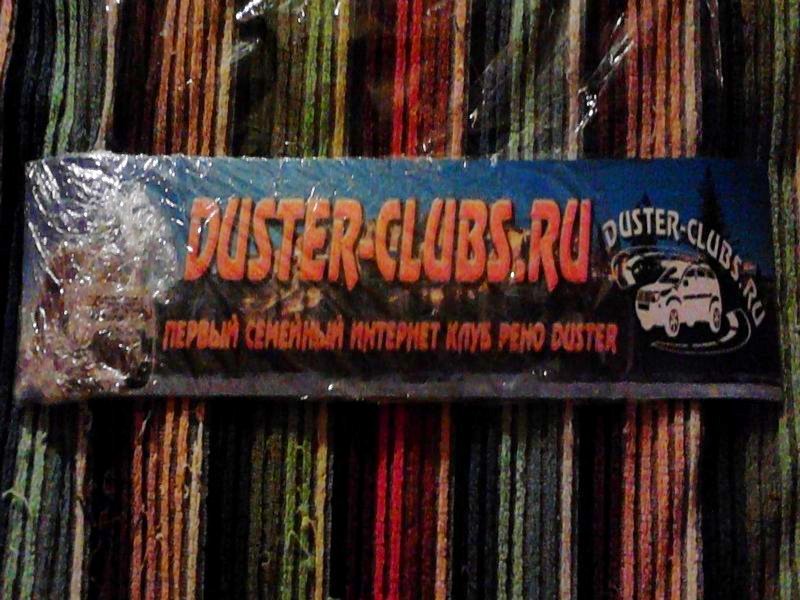 DUSTER-CLUBS.RU
ПЕРВЫЙ СЕМЕЙНЫЙ ИНТЕРНЕТ КЛУБ РЕНО DUSTER
DUSTER-CLUBS.RU